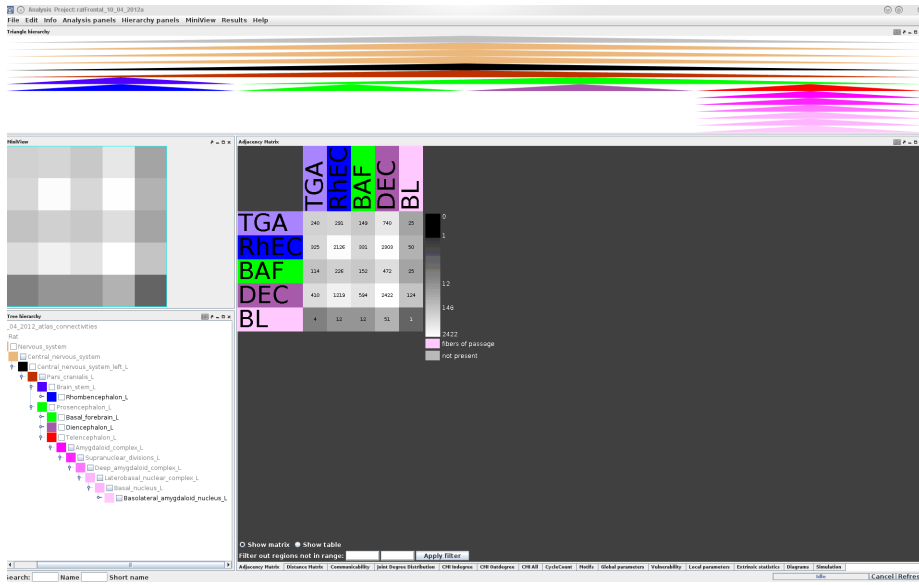 Analysis Project: ratFrontal_10_04_2012a
File Edit Info Analysis panels Hierarchy panels MiniView Results Help
Triangle hierarchy
MiniView
Adjacency Matrix
TGA RhEC BAF DEC BL
TGA 240 291 149 740 25
RhEC 325 2126 331 2303 50
BAF 114 226 152 472 25
DEC 410 1219 594 2422 124
BL 4 12 12 51 1
0
1
12
146
2422
fibers of passage
not present
Tree hierarchy
_04_2012_atlas_connectivities
Rat
Nervous_system
Central_nervous_system
Central_nervous_system_left_L
Pars_cranialis_L
Brain_stem_L
Rhombencephalon_L
Prosencephalon_L
Basal_forebrain_L
Diencephalon_L
Telencephalon_L
Amygdaloid_complex_L
Supranuclear_divisions_L
Deep_amygdaloid_complex_L
Laterobasal_nuclear_complex_L
Basal_nucleus_L
Basolateral_amygdaloid_nucleus_L
Show matrix Show table
Filter out regions not in range: Apply filter
Adjacency Matrix Distance Matrix Communicability Joint Degree Distribution CMI Indegree CMI Outdegree CMI All CycleCount Motifs Global parameters Vulnerability Local parameters Extrinsic statistics Diagrams Simulation
Search: Name Short name
Idle Cancel Refres